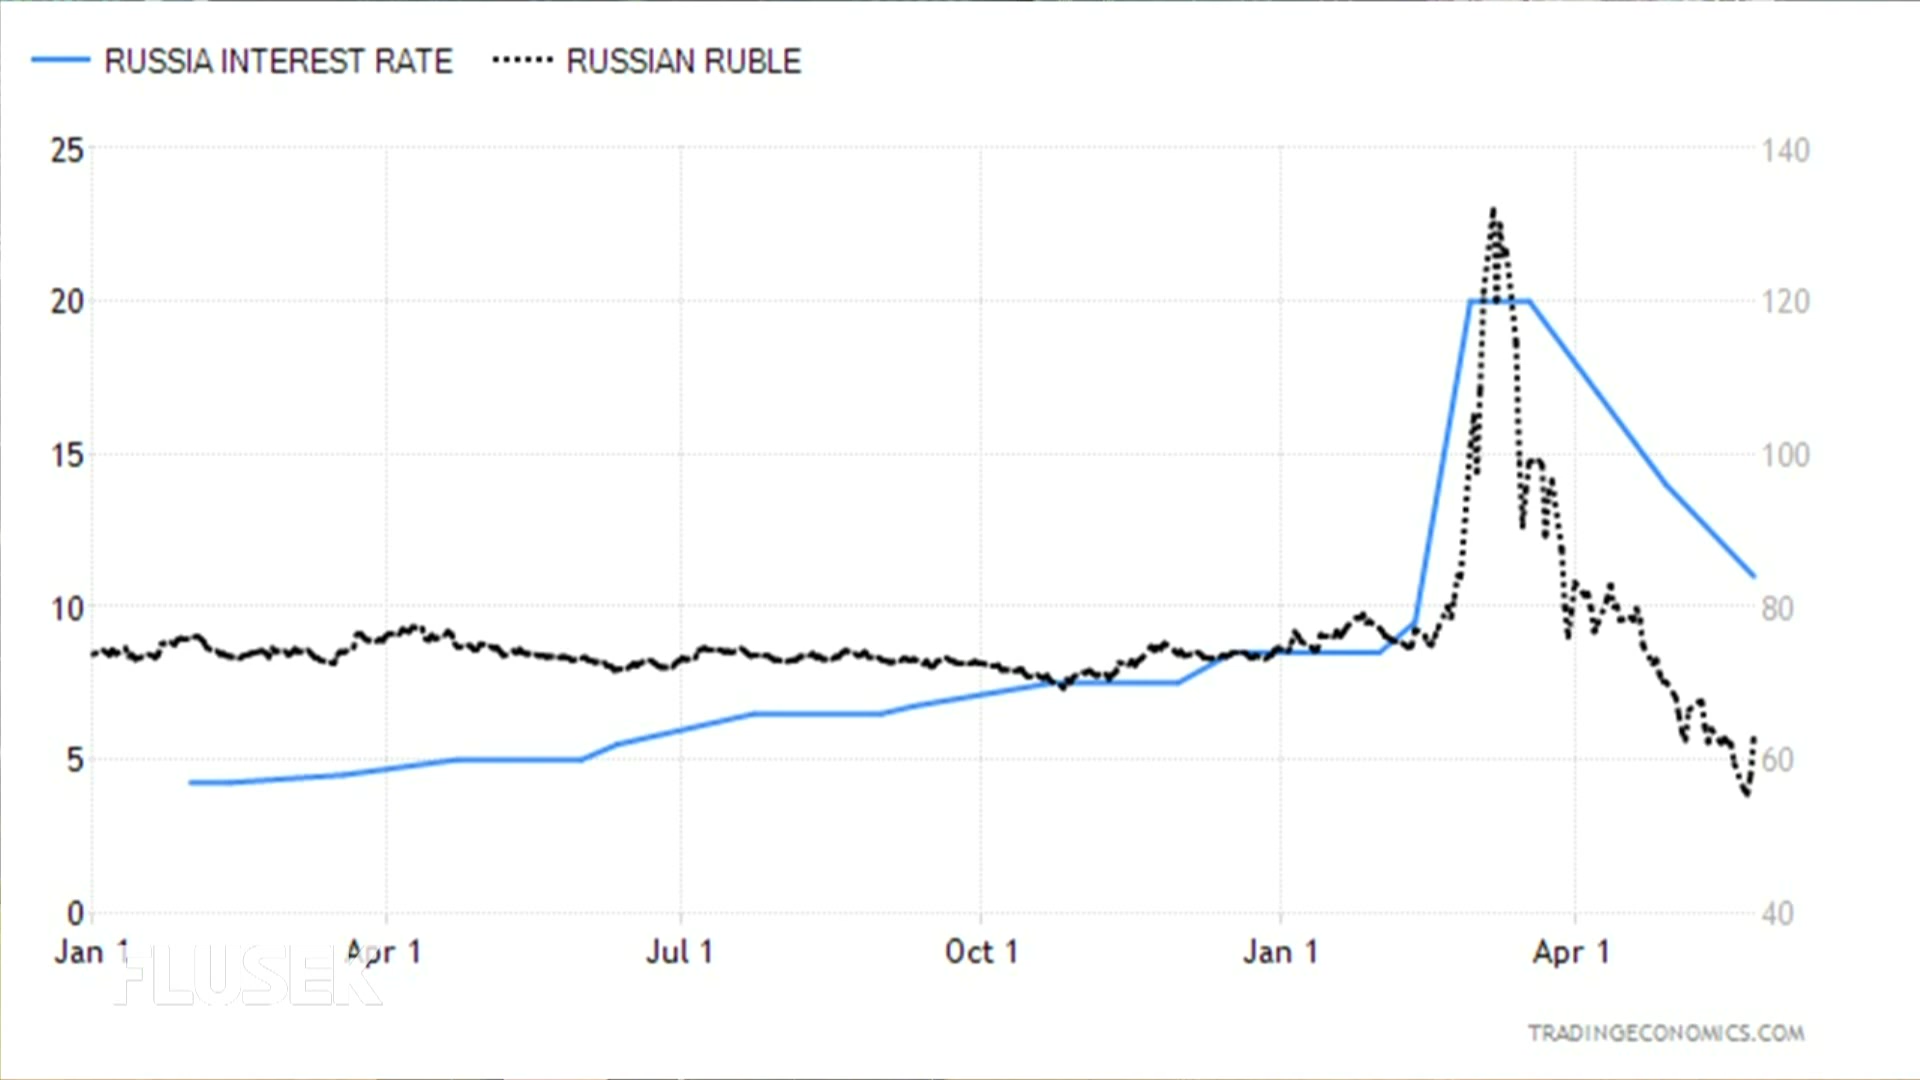 RUSSIA INTEREST RATE RUSSIAN RUBLE
25 140
20 120
15 100
10 80
5 60
0 40
Jan 1 Apr 1 Jul 1 Oct 1 Jan 1 Apr 1
FLUSEK
TRADINGECONOMICS.COM